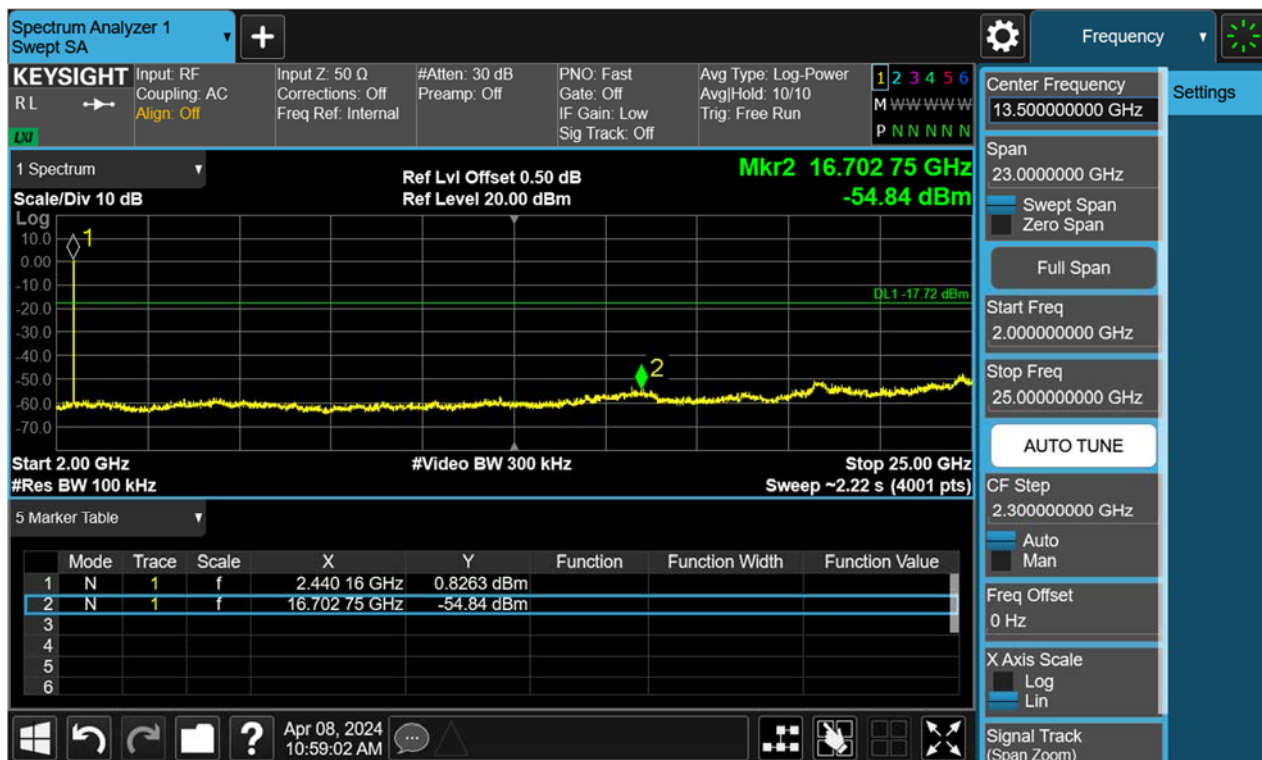 Spectrum Analyzer 1
Swept SA
+
Frequency
KEYSIGHT
R L
LXI
Input: RF
Coupling: AC
Align: Off
Input Z: 50 Ω
Corrections: Off
Freq Ref: Internal
#Atten: 30 dB
Preamp: Off
PNO: Fast
Gate: Off
IF Gain: Low
Sig Track: Off
Avg Type: Log-Power
Avg|Hold: 10/10
Trig: Free Run
1 2 3 4 5 6
M W W W W W
P N N N N N
1 Spectrum
Scale/Div 10 dB
Ref Lvl Offset 0.50 dB
Ref Level 20.00 dBm
Mkr2 16.702 75 GHz
-54.84 dBm
Log
10.0
0.00
-10.0
-20.0
-30.0
-40.0
-50.0
-60.0
-70.0
1
2
DL1 -17.72 dBm
Start 2.00 GHz
#Video BW 300 kHz
Stop 25.00 GHz
#Res BW 100 kHz
Sweep ~2.22 s (4001 pts)
5 Marker Table
Mode Trace Scale X Y Function Function Width Function Value
1 N 1 f 2.440 16 GHz 0.8263 dBm
2 N 1 f 16.702 75 GHz -54.84 dBm
3
4
5
6
?
Apr 08, 2024
10:59:02 AM
Center Frequency
13.500000000 GHz
Settings
Span
23.0000000 GHz
Swept Span
Zero Span
Full Span
Start Freq
2.000000000 GHz
Stop Freq
25.000000000 GHz
AUTO TUNE
CF Step
2.300000000 GHz
Auto
Man
Freq Offset
0 Hz
X Axis Scale
Log
Lin
Signal Track
(Span Zoom)